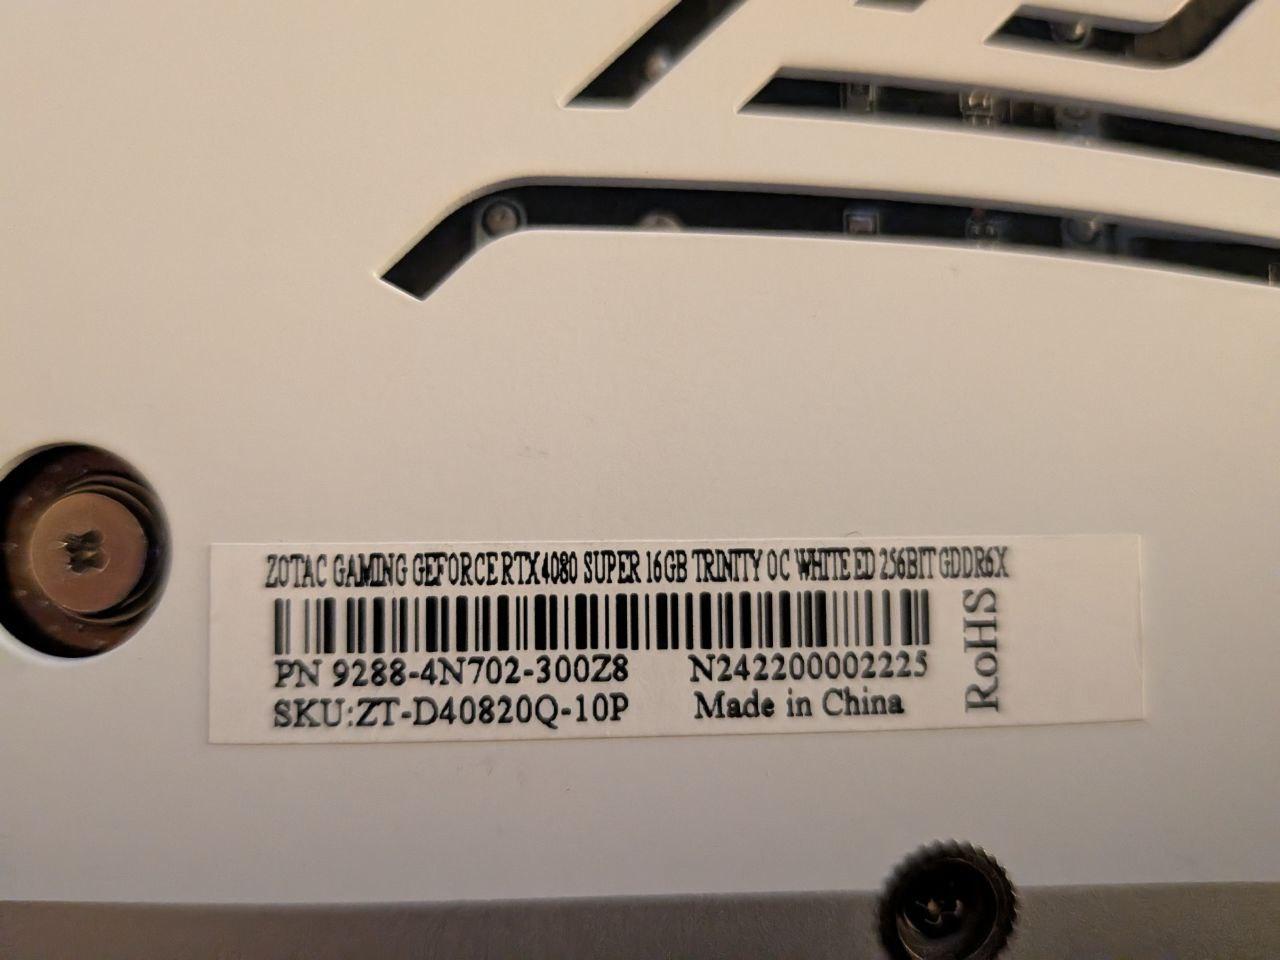 ZOTAC GAMING GEFORCE RTX4080 SUPER 16GB TRINITY OC WHITE ED 256BIT GDDR6X
PN 9288-4N702-300Z8 N242200002225
SKU:ZT-D40820Q-10P Made in China
RoHS